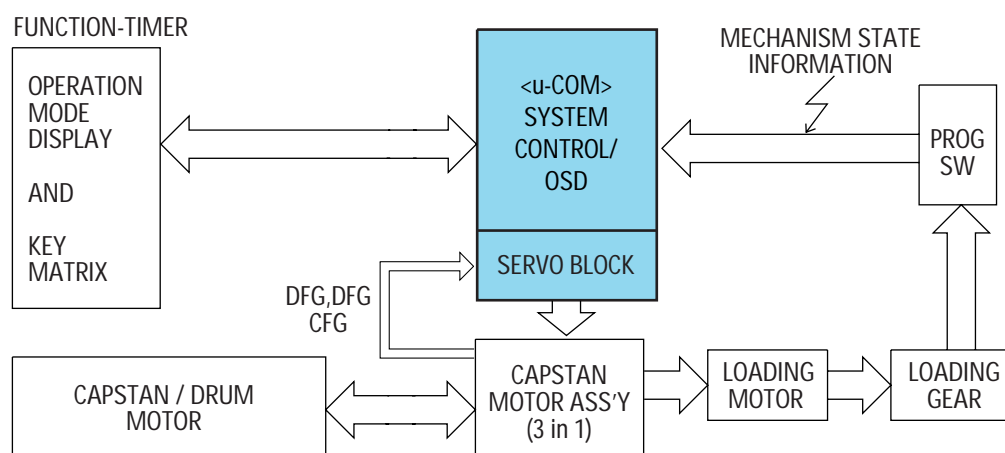 FUNCTION-TIMER
OPERATION
MODE
DISPLAY
AND
KEY
MATRIX
<u-COM>
SYSTEM
CONTROL/
OSD
SERVO BLOCK
MECHANISM STATE
INFORMATION
PROG
SW
DFG,DFG
CFG
CAPSTAN / DRUM
MOTOR
CAPSTAN
MOTOR ASS'Y
(3 in 1)
LOADING
MOTOR
LOADING
GEAR